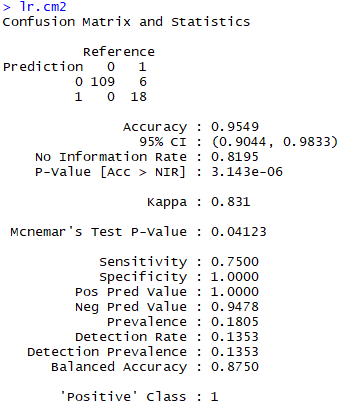 > lr.cm2
Confusion Matrix and Statistics
Reference
Prediction 0 1
0 109 6
1 0 18
Accuracy : 0.9549
95% CI : (0.9044, 0.9833)
No Information Rate : 0.8195
P-Value [Acc > NIR] : 3.143e-06
Kappa : 0.831
Mcnemar's Test P-Value : 0.04123
Sensitivity : 0.7500
Specificity : 1.0000
Pos Pred Value : 1.0000
Neg Pred Value : 0.9478
Prevalence : 0.1805
Detection Rate : 0.1353
Detection Prevalence : 0.1353
Balanced Accuracy : 0.8750
'Positive' Class : 1